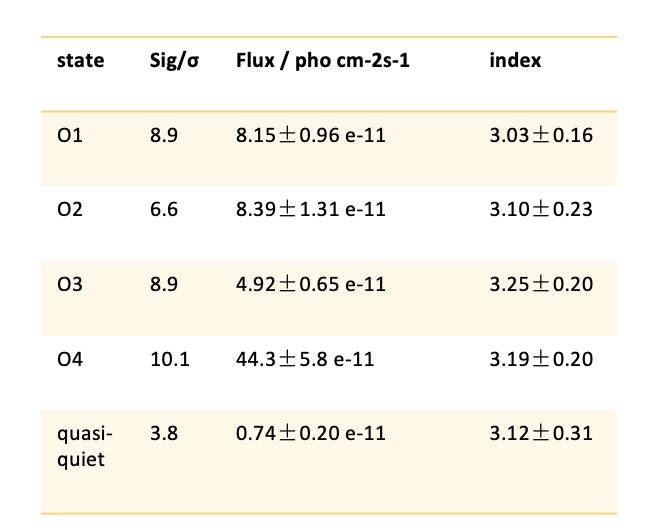 state Sig/σ Flux / pho cm-2s-1 index
O1 8.9 8.15±0.96 e-11 3.03±0.16
O2 6.6 8.39±1.31 e-11 3.10±0.23
O3 8.9 4.92±0.65 e-11 3.25±0.20
O4 10.1 44.3±5.8 e-11 3.19±0.20
quasi- 3.8 0.74±0.20 e-11 3.12±0.31
quiet